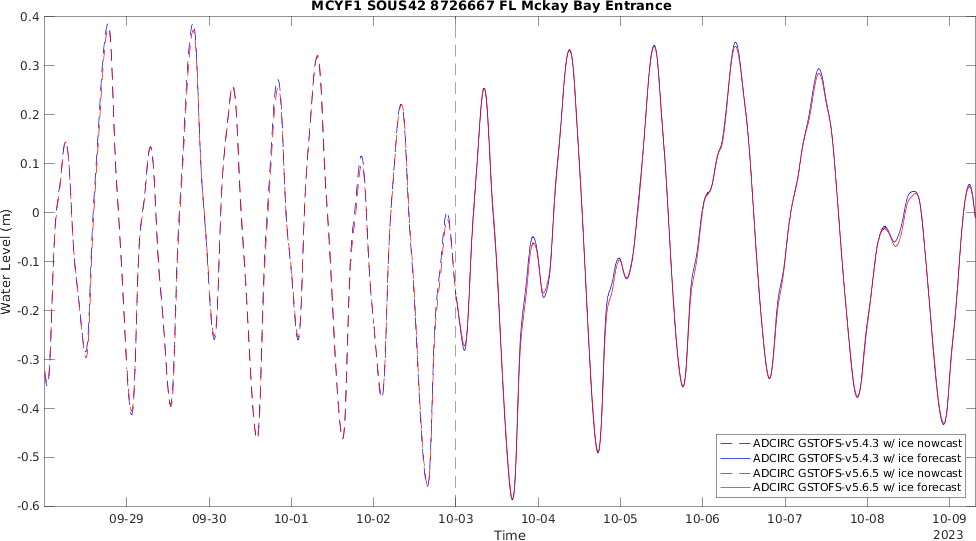 MCYF1 SOUS42 8726667 FL Mckay Bay Entrance
0.4
0.3
0.2
0.1
0
-0.1
-0.2
-0.3
-0.4
-0.5
-0.6
Water Level (m)
09-29 09-30 10-01 10-02 10-03 10-04 10-05 10-06 10-07 10-08 10-09
2023
Time
ADCIRC GSTOFS-v5.4.3 w/ ice nowcast
ADCIRC GSTOFS-v5.4.3 w/ ice forecast
ADCIRC GSTOFS-v5.6.5 w/ ice nowcast
ADCIRC GSTOFS-v5.6.5 w/ ice forecast